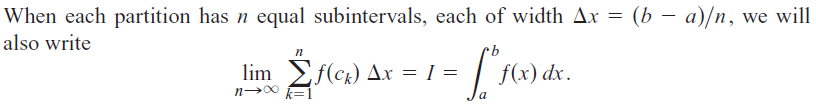 When each partition has n equal subintervals, each of width Δx = (b − a)/n, we will
also write
lim_{n→∞} ∑_{k=1}^{n} f(c_k) Δx = I = ∫_a^b f(x) dx.